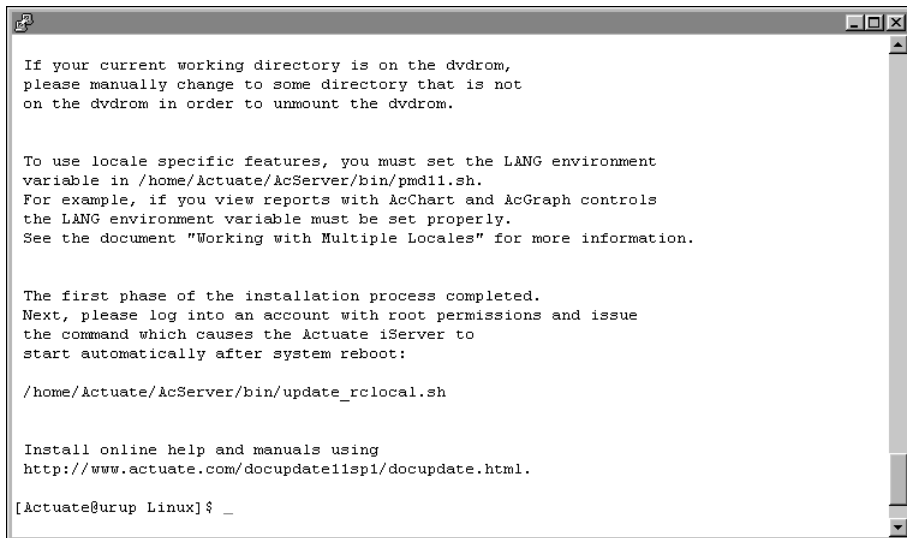 If your current working directory is on the dvdrom,
please manually change to some directory that is not
on the dvdrom in order to unmount the dvdrom.
To use locale specific features, you must set the LANG environment
variable in /home/Actuate/AcServer/bin/pmd11.sh.
For example, if you view reports with AcChart and AcGraph controls
the LANG environment variable must be set properly.
See the document "Working with Multiple Locales" for more information.
The first phase of the installation process completed.
Next, please log into an account with root permissions and issue
the command which causes the Actuate iServer to
start automatically after system reboot:
/home/Actuate/AcServer/bin/update_rclocal.sh
Install online help and manuals using
http://www.actuate.com/docupdate11sp1/docupdate.html.
[Actuate@urup Linux]$ _